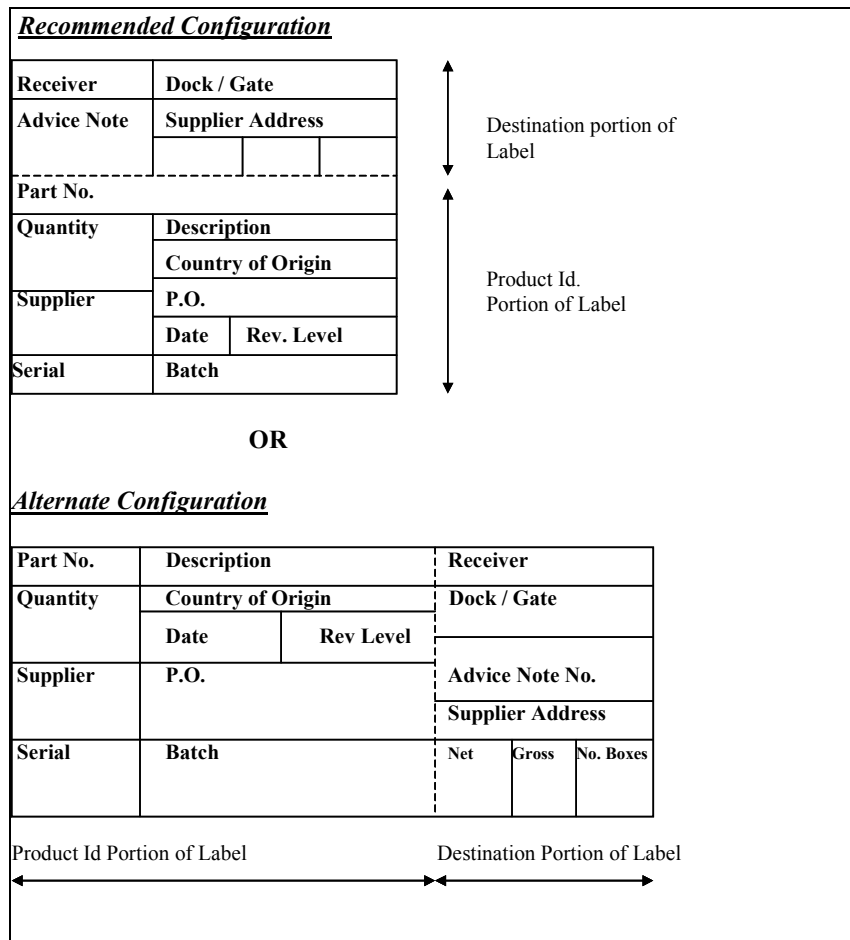 Recommended Configuration
Receiver Dock / Gate
Advice Note Supplier Address
Destination portion of
Label
Part No.
Quantity Description
Country of Origin
Product Id.
Portion of Label
Supplier P.O.
Date Rev. Level
Serial Batch
OR
Alternate Configuration
Part No. Description Receiver
Quantity Country of Origin Dock / Gate
Date Rev Level
Supplier P.O. Advice Note No.
Supplier Address
Serial Batch Net Gross No. Boxes
Product Id Portion of Label Destination Portion of Label